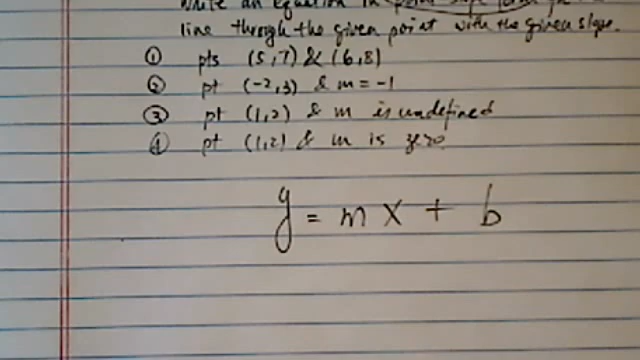 Write an equation in point slope form for the
line through the given point with the given slope.
① pts (5,7) & (6,8)
② pt (-2,3) & m = -1
③ pt (1,2) & m is undefined
④ pt (1,2) & m is zero
y = mx + b